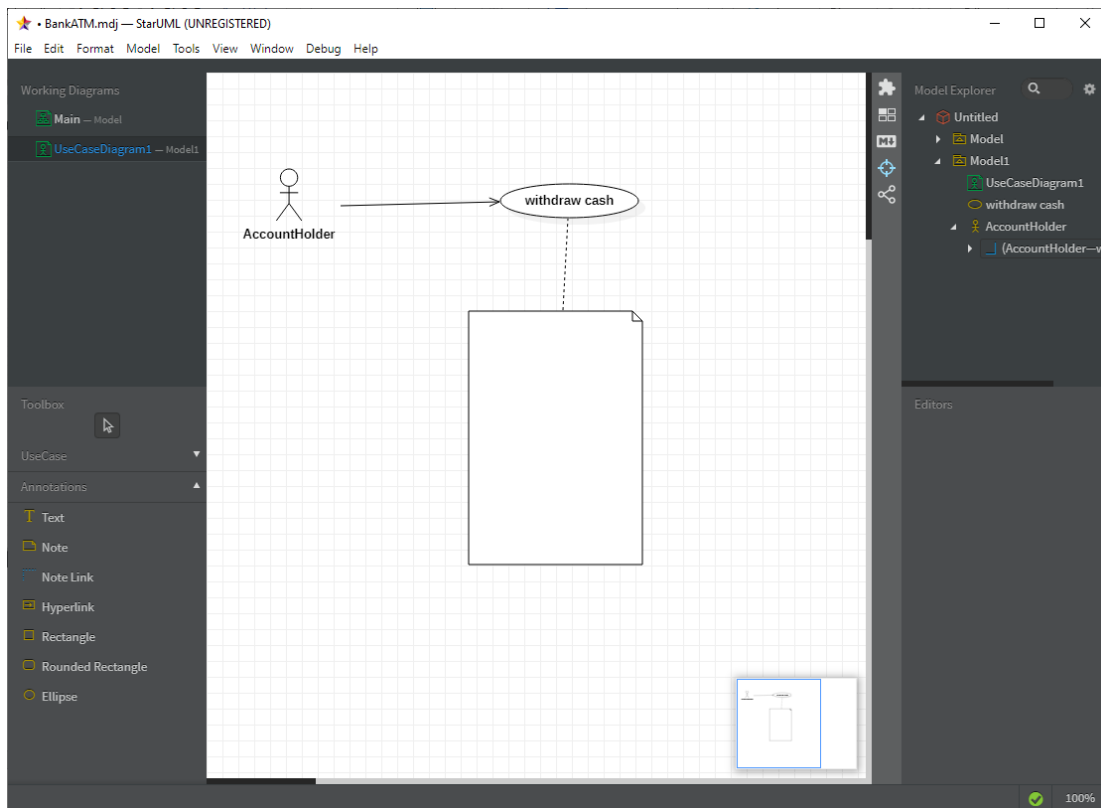 • BankATM.mdj — StarUML (UNREGISTERED)
File Edit Format Model Tools View Window Debug Help
Working Diagrams
Main — Model
UseCaseDiagram1 — Model1
Toolbox
UseCase
Annotations
Text
Note
Note Link
Hyperlink
Rectangle
Rounded Rectangle
Ellipse
AccountHolder
withdraw cash
Model Explorer
Untitled
Model
Model1
UseCaseDiagram1
withdraw cash
AccountHolder
(AccountHolder—w
Editors
100%